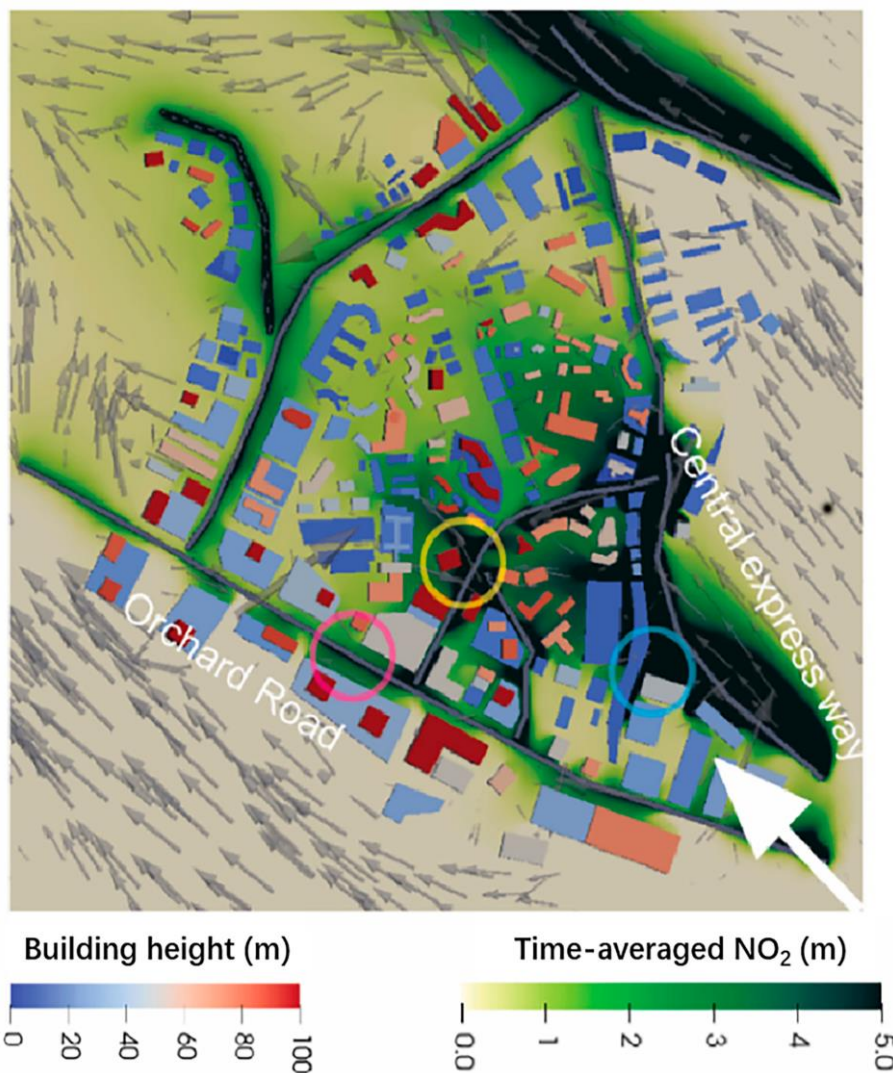 Central express way
Orchard Road
Building height (m)
Time-averaged NO₂ (m)
0 20 40 60 80 100
0.0 1 2 3 4 5.0